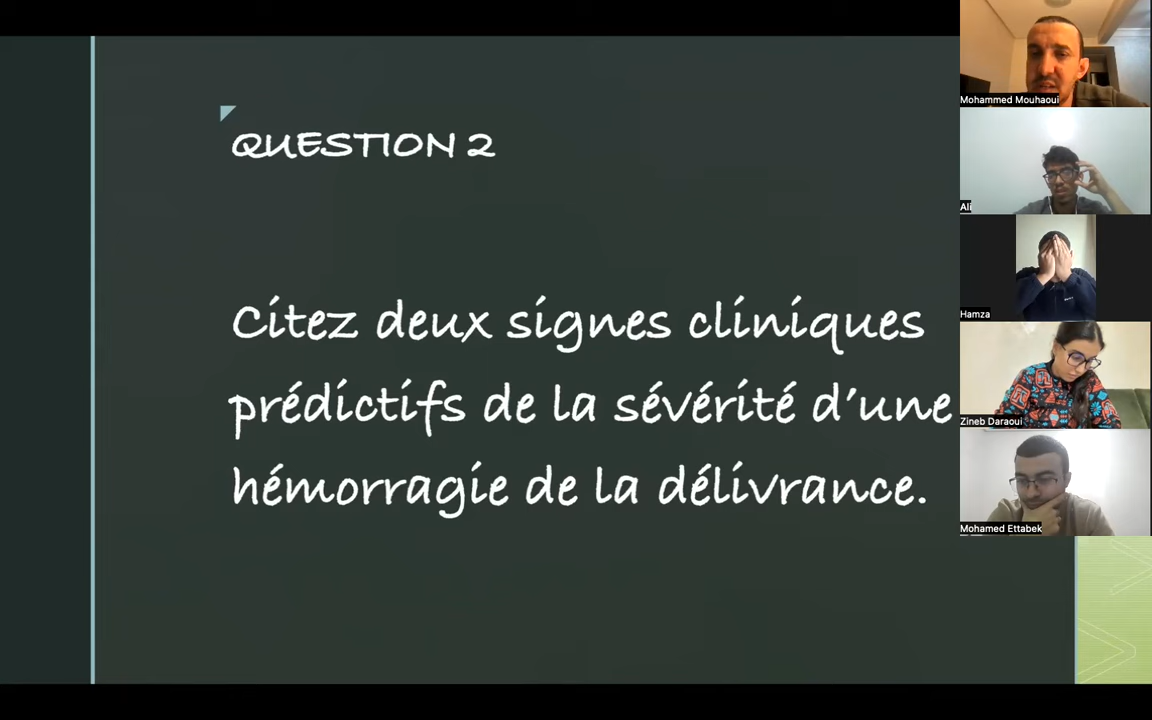 QUESTION 2
Citez deux signes cliniques
prédictifs de la sévérité d'une
hémorragie de la délivrance.
Mohammed Mouhaoui
Ali
Hamza
Zineb Daraoui
Mohamed Ettabek